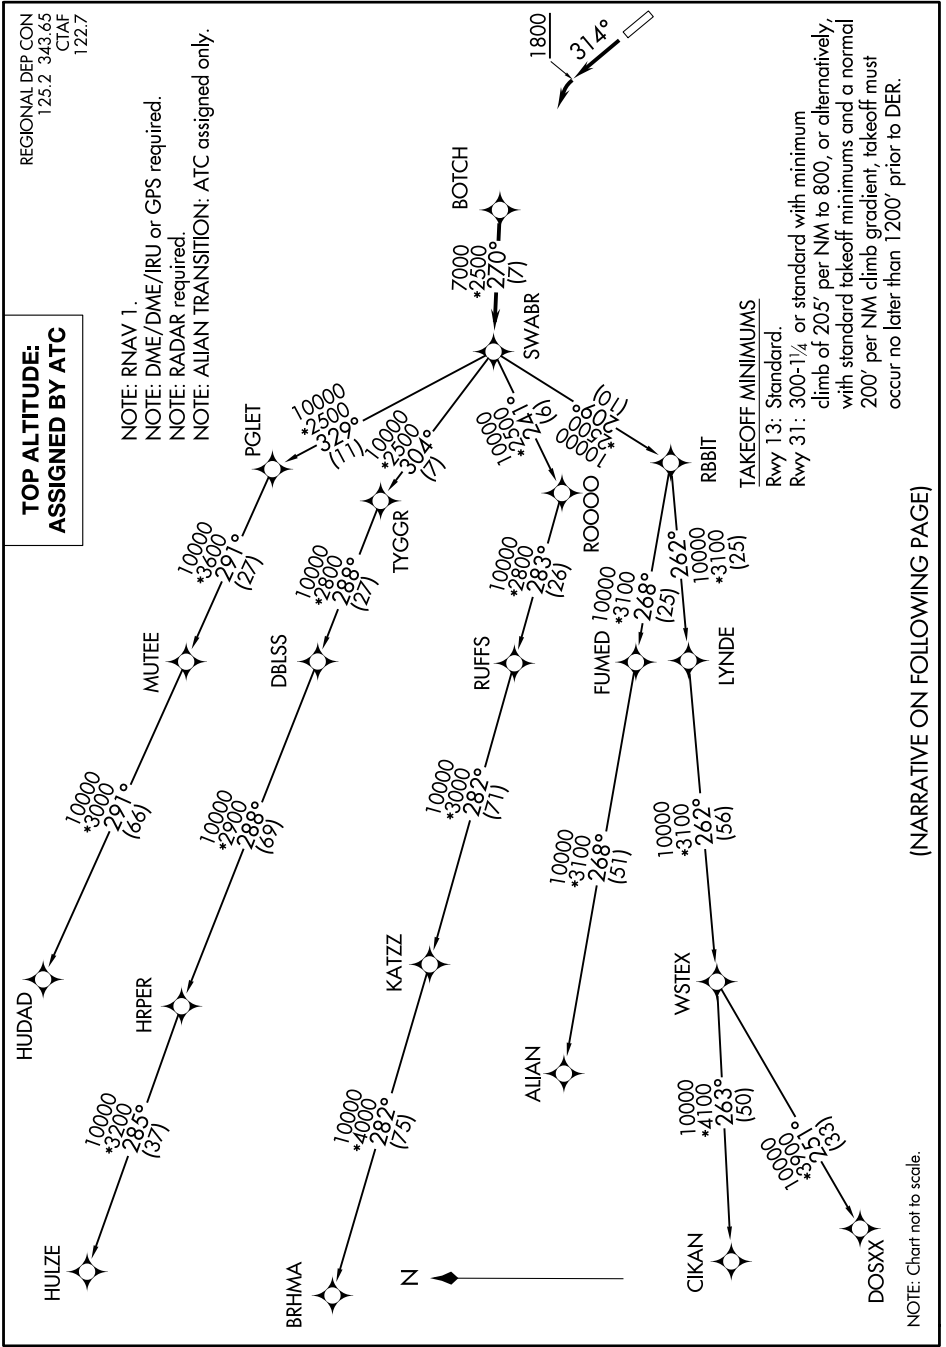 TOP ALTITUDE:
ASSIGNED BY ATC
REGIONAL DEP CON
125.2 343.65
CTAF
122.7
NOTE: RNAV 1.
NOTE: DME/DME/IRU or GPS required.
NOTE: RADAR required.
NOTE: ALIAN TRANSITION: ATC assigned only.
1800
314°
BOTCH
7000
*2500
270°
(7)
SWABR
10000
*2500
329°
(11)
PGLET
10000
*3600
291°
(27)
MUTEE
10000
*3000
291°
(66)
HUDAD
10000
*2500
304°
(7)
TYGGR
10000
*2800
288°
(27)
DBLSS
10000
*2900
288°
(69)
HRPER
10000
*3200
285°
(37)
HULZE
10000
*2500
241°
(9)
ROOOO
10000
*2800
283°
(26)
RUFFS
10000
*3000
282°
(71)
KATZZ
10000
*4000
282°
(75)
BRHMA
10000
*2500
209°
(10)
RBBIT
10000
*3100
268°
(25)
FUMED
10000
*3100
268°
(51)
ALIAN
262°
10000
*3100
(25)
LYNDE
10000
*3100
262°
(56)
WSTEX
10000
*4100
263°
(50)
CIKAN
10000
*3900
251°
(33)
DOSXX
N
TAKEOFF MINIMUMS
Rwy 13: Standard.
Rwy 31: 300-1¼ or standard with minimum
climb of 205' per NM to 800, or alternatively,
with standard takeoff minimums and a normal
200' per NM climb gradient, takeoff must
occur no later than 1200' prior to DER.
NOTE: Chart not to scale.
(NARRATIVE ON FOLLOWING PAGE)